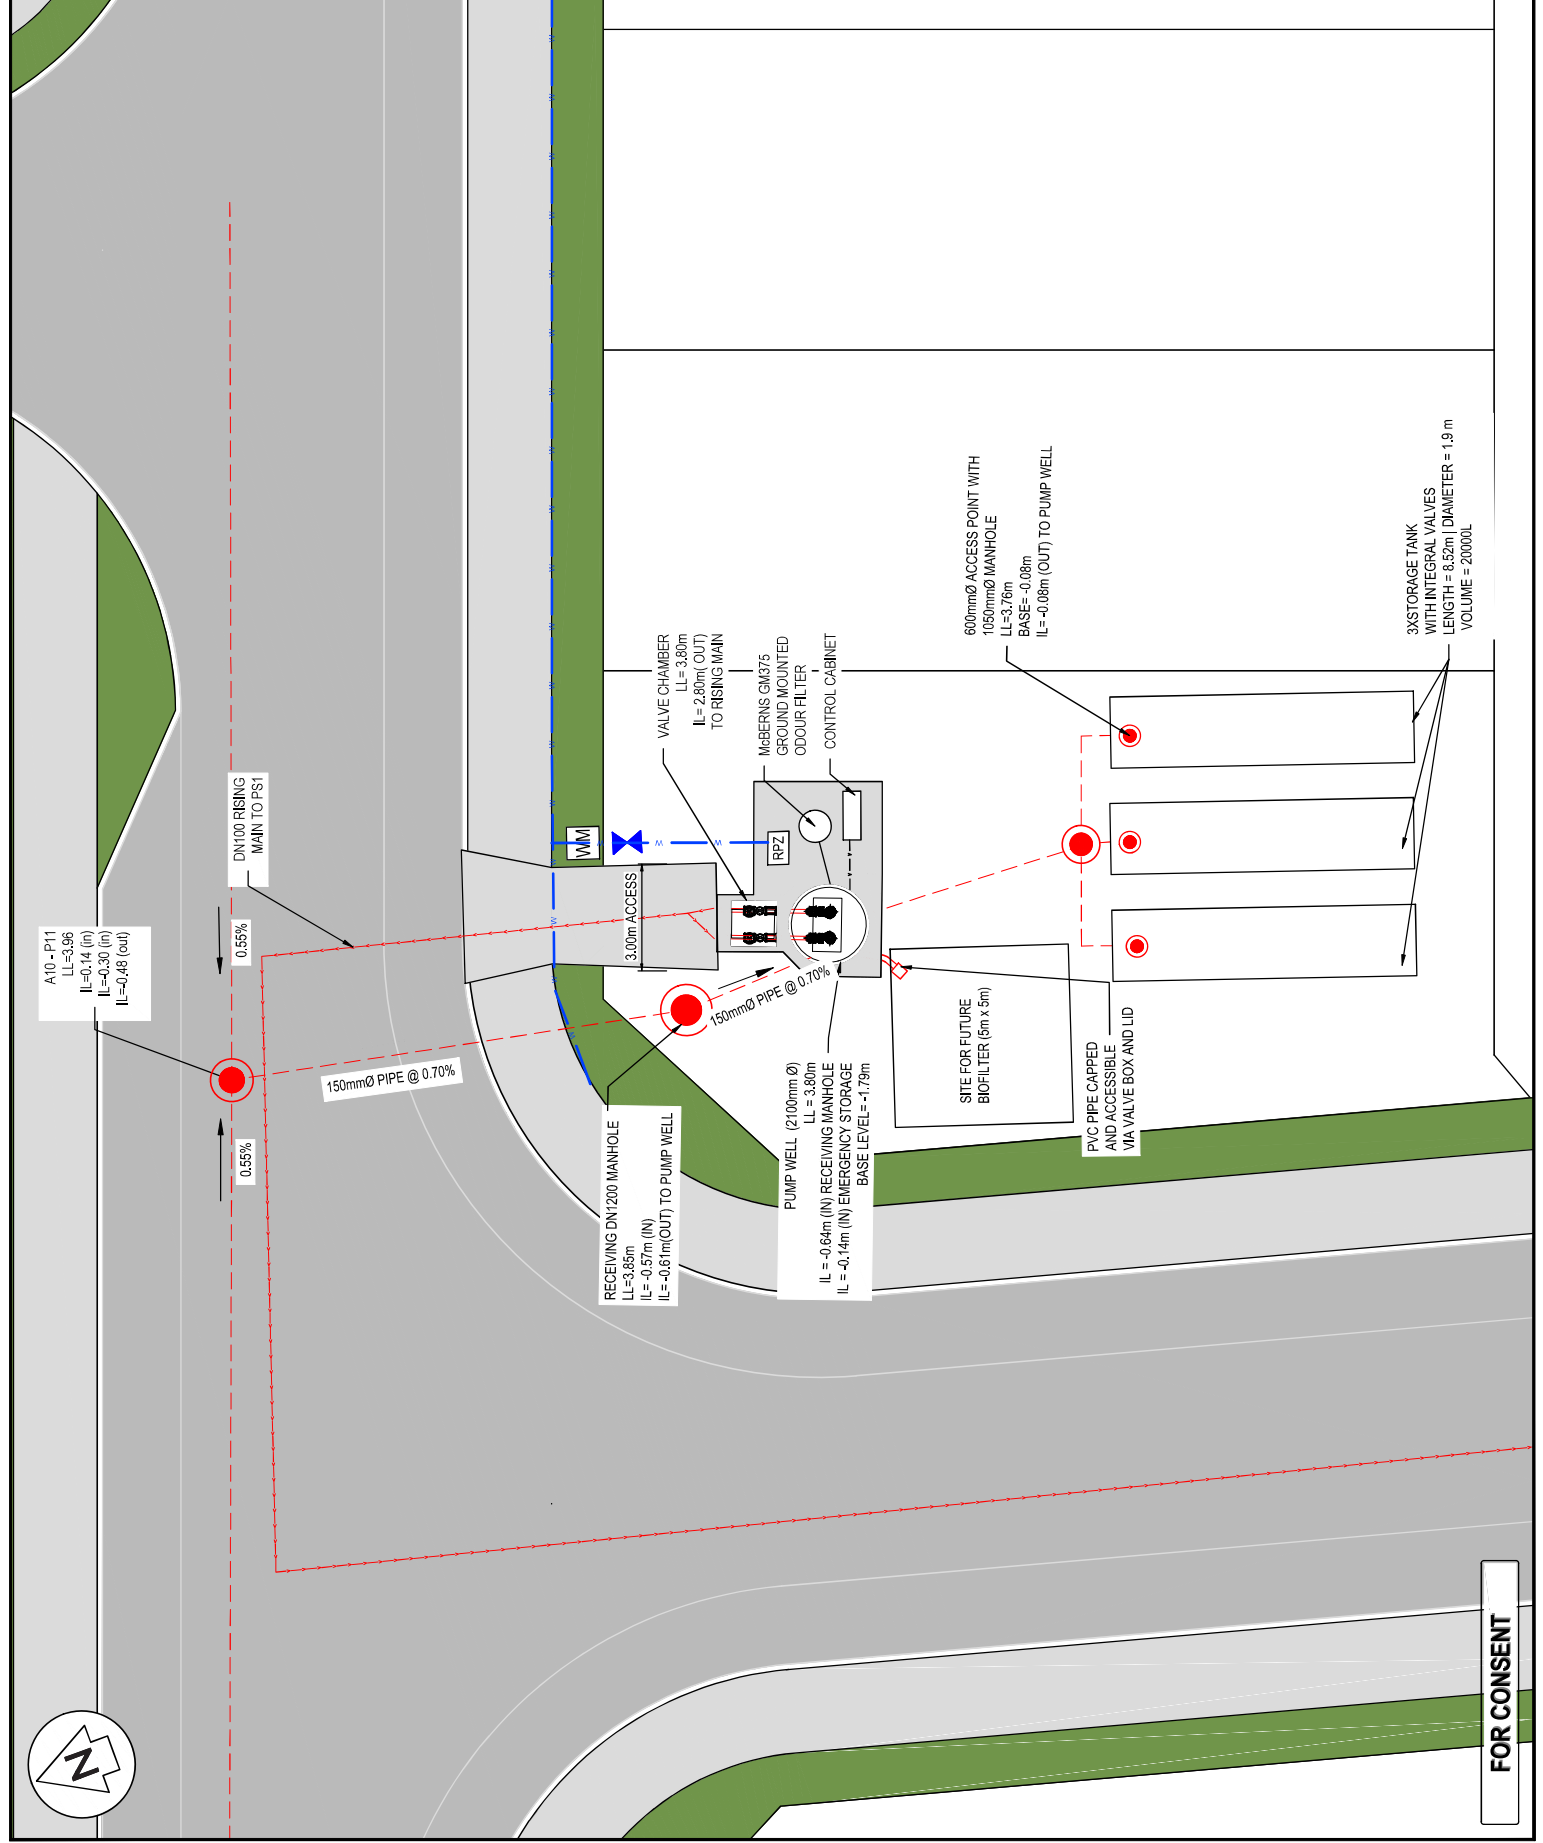 A10 - P11
LL=3.96
IL=0.14 (in)
IL=-0.30 (in)
IL=-0.48 (out)
0.55%
0.55%
DN100 RISING
MAIN TO PS1
150mmØ PIPE @ 0.70%
3.00m ACCESS
WM
RPZ
W
VALVE CHAMBER
LL= 3.80m
IL= 2.80m( OUT)
TO RISING MAIN
McBERNS GM375
GROUND MOUNTED
ODOUR FILTER
CONTROL CABINET
150mmØ PIPE @ 0.70%
RECEIVING DN1200 MANHOLE
LL=3.85m
IL= -0.57m (IN)
IL= -0.61m(OUT) TO PUMP WELL
PUMP WELL (2100mm Ø)
LL = 3.80m
IL = -0.64m (IN) RECEIVING MANHOLE
IL = -0.14m (IN) EMERGENCY STORAGE
BASE LEVEL= -1.79m
SITE FOR FUTURE
BIOFILTER (5m x 5m)
PVC PIPE CAPPED
AND ACCESSIBLE
VIA VALVE BOX AND LID
600mmØ ACCESS POINT WITH
1050mmØ MANHOLE
LL=3.76m
BASE= -0.08m
IL= -0.08m (OUT) TO PUMP WELL
3XSTORAGE TANK
WITH INTEGRAL VALVES
LENGTH = 8.52m | DIAMETER = 1.9 m
VOLUME = 20000L
N
FOR CONSENT